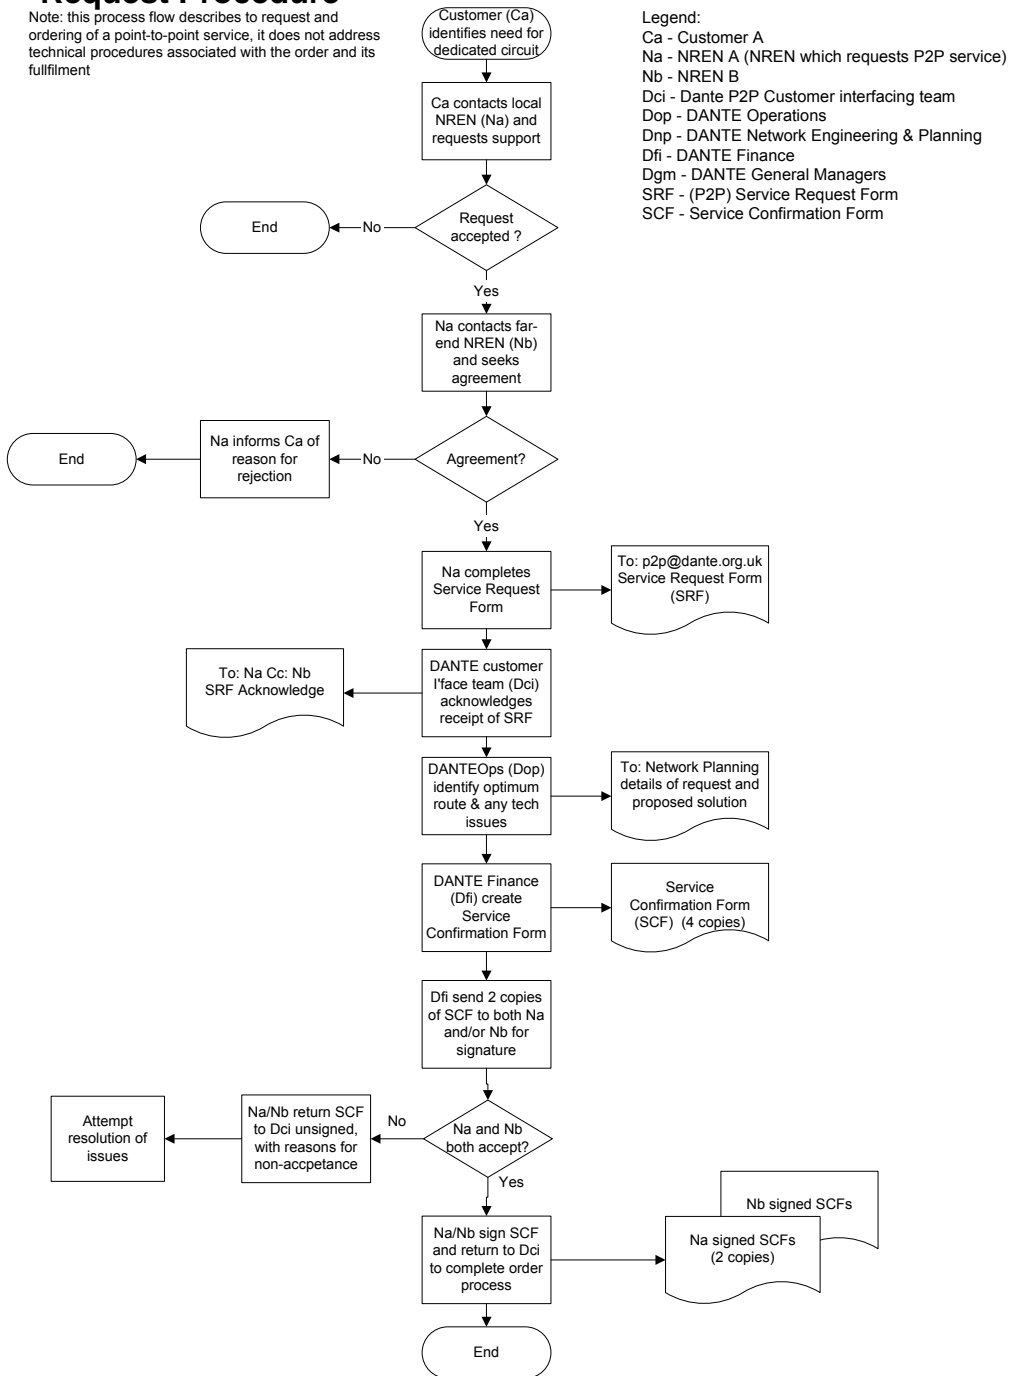 Request Procedure
Note: this process flow describes to request and
ordering of a point-to-point service, it does not address
technical procedures associated with the order and its
fullfilment
Customer (Ca)
identifies need for
dedicated circuit
Legend:
Ca - Customer A
Na - NREN A (NREN which requests P2P service)
Nb - NREN B
Dci - Dante P2P Customer interfacing team
Dop - DANTE Operations
Dnp - DANTE Network Engineering & Planning
Dfi - DANTE Finance
Dgm - DANTE General Managers
SRF - (P2P) Service Request Form
SCF - Service Confirmation Form
Ca contacts local
NREN (Na) and
requests support
Request
accepted ?
No
End
Yes
Na contacts far-
end NREN (Nb)
and seeks
agreement
Agreement?
No
Na informs Ca of
reason for
rejection
End
Yes
Na completes
Service Request
Form
To: p2p@dante.org.uk
Service Request Form
(SRF)
DANTE customer
I'face team (Dci)
acknowledges
receipt of SRF
To: Na Cc: Nb
SRF Acknowledge
DANTEOps (Dop)
identify optimum
route & any tech
issues
To: Network Planning
details of request and
proposed solution
DANTE Finance
(Dfi) create
Service
Confirmation Form
Service
Confirmation Form
(SCF)  (4 copies)
Dfi send 2 copies
of SCF to both Na
and/or Nb for
signature
Na and Nb
both accept?
No
Na/Nb return SCF
to Dci unsigned,
with reasons for
non-accpetance
Attempt
resolution of
issues
Yes
Na/Nb sign SCF
and return to Dci
to complete order
process
Nb signed SCFs
Na signed SCFs
(2 copies)
End